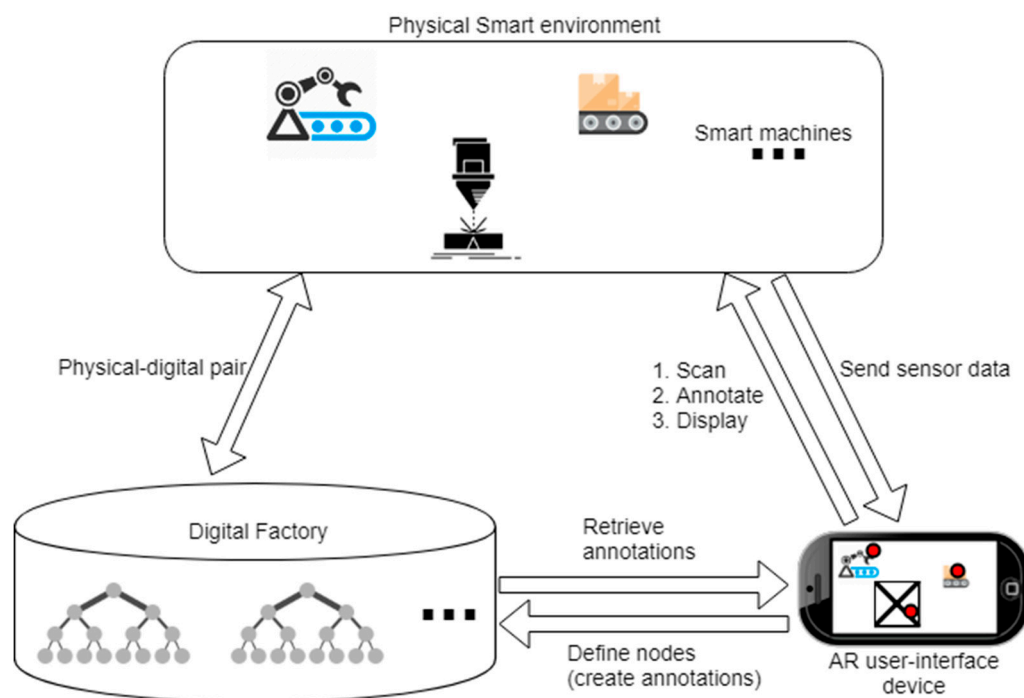 Physical Smart environment
Smart machines
Physical-digital pair
1. Scan
2. Annotate
3. Display
Send sensor data
Digital Factory
Retrieve
annotations
Define nodes
(create annotations)
AR user-interface
device